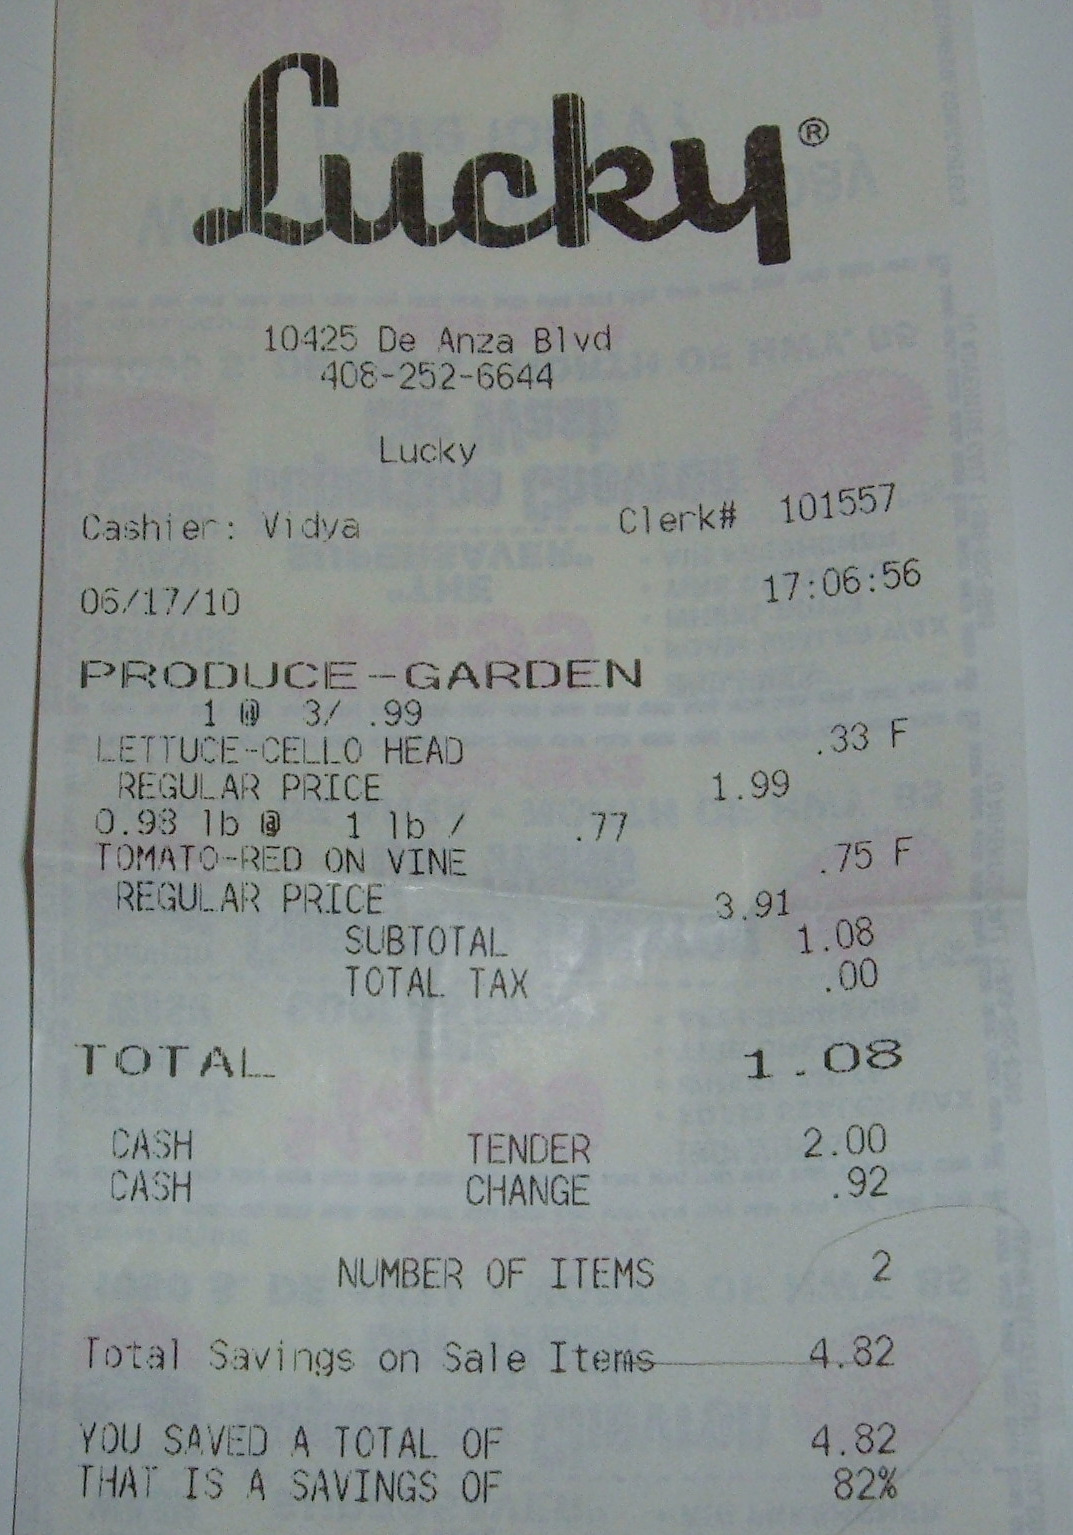 Lucky®
10425 De Anza Blvd
408-252-6644
Lucky
Cashier: Vidya Clerk# 101557
06/17/10 17:06:56
PRODUCE-GARDEN
1 @ 3/ .99
LETTUCE-CELLO HEAD .33 F
REGULAR PRICE 1.99
0.98 lb @ 1 lb / .77
TOMATO-RED ON VINE .75 F
REGULAR PRICE 3.91
SUBTOTAL 1.08
TOTAL TAX .00
TOTAL 1.08
CASH TENDER 2.00
CASH CHANGE .92
NUMBER OF ITEMS 2
Total Savings on Sale Items 4.82
YOU SAVED A TOTAL OF 4.82
THAT IS A SAVINGS OF 82%